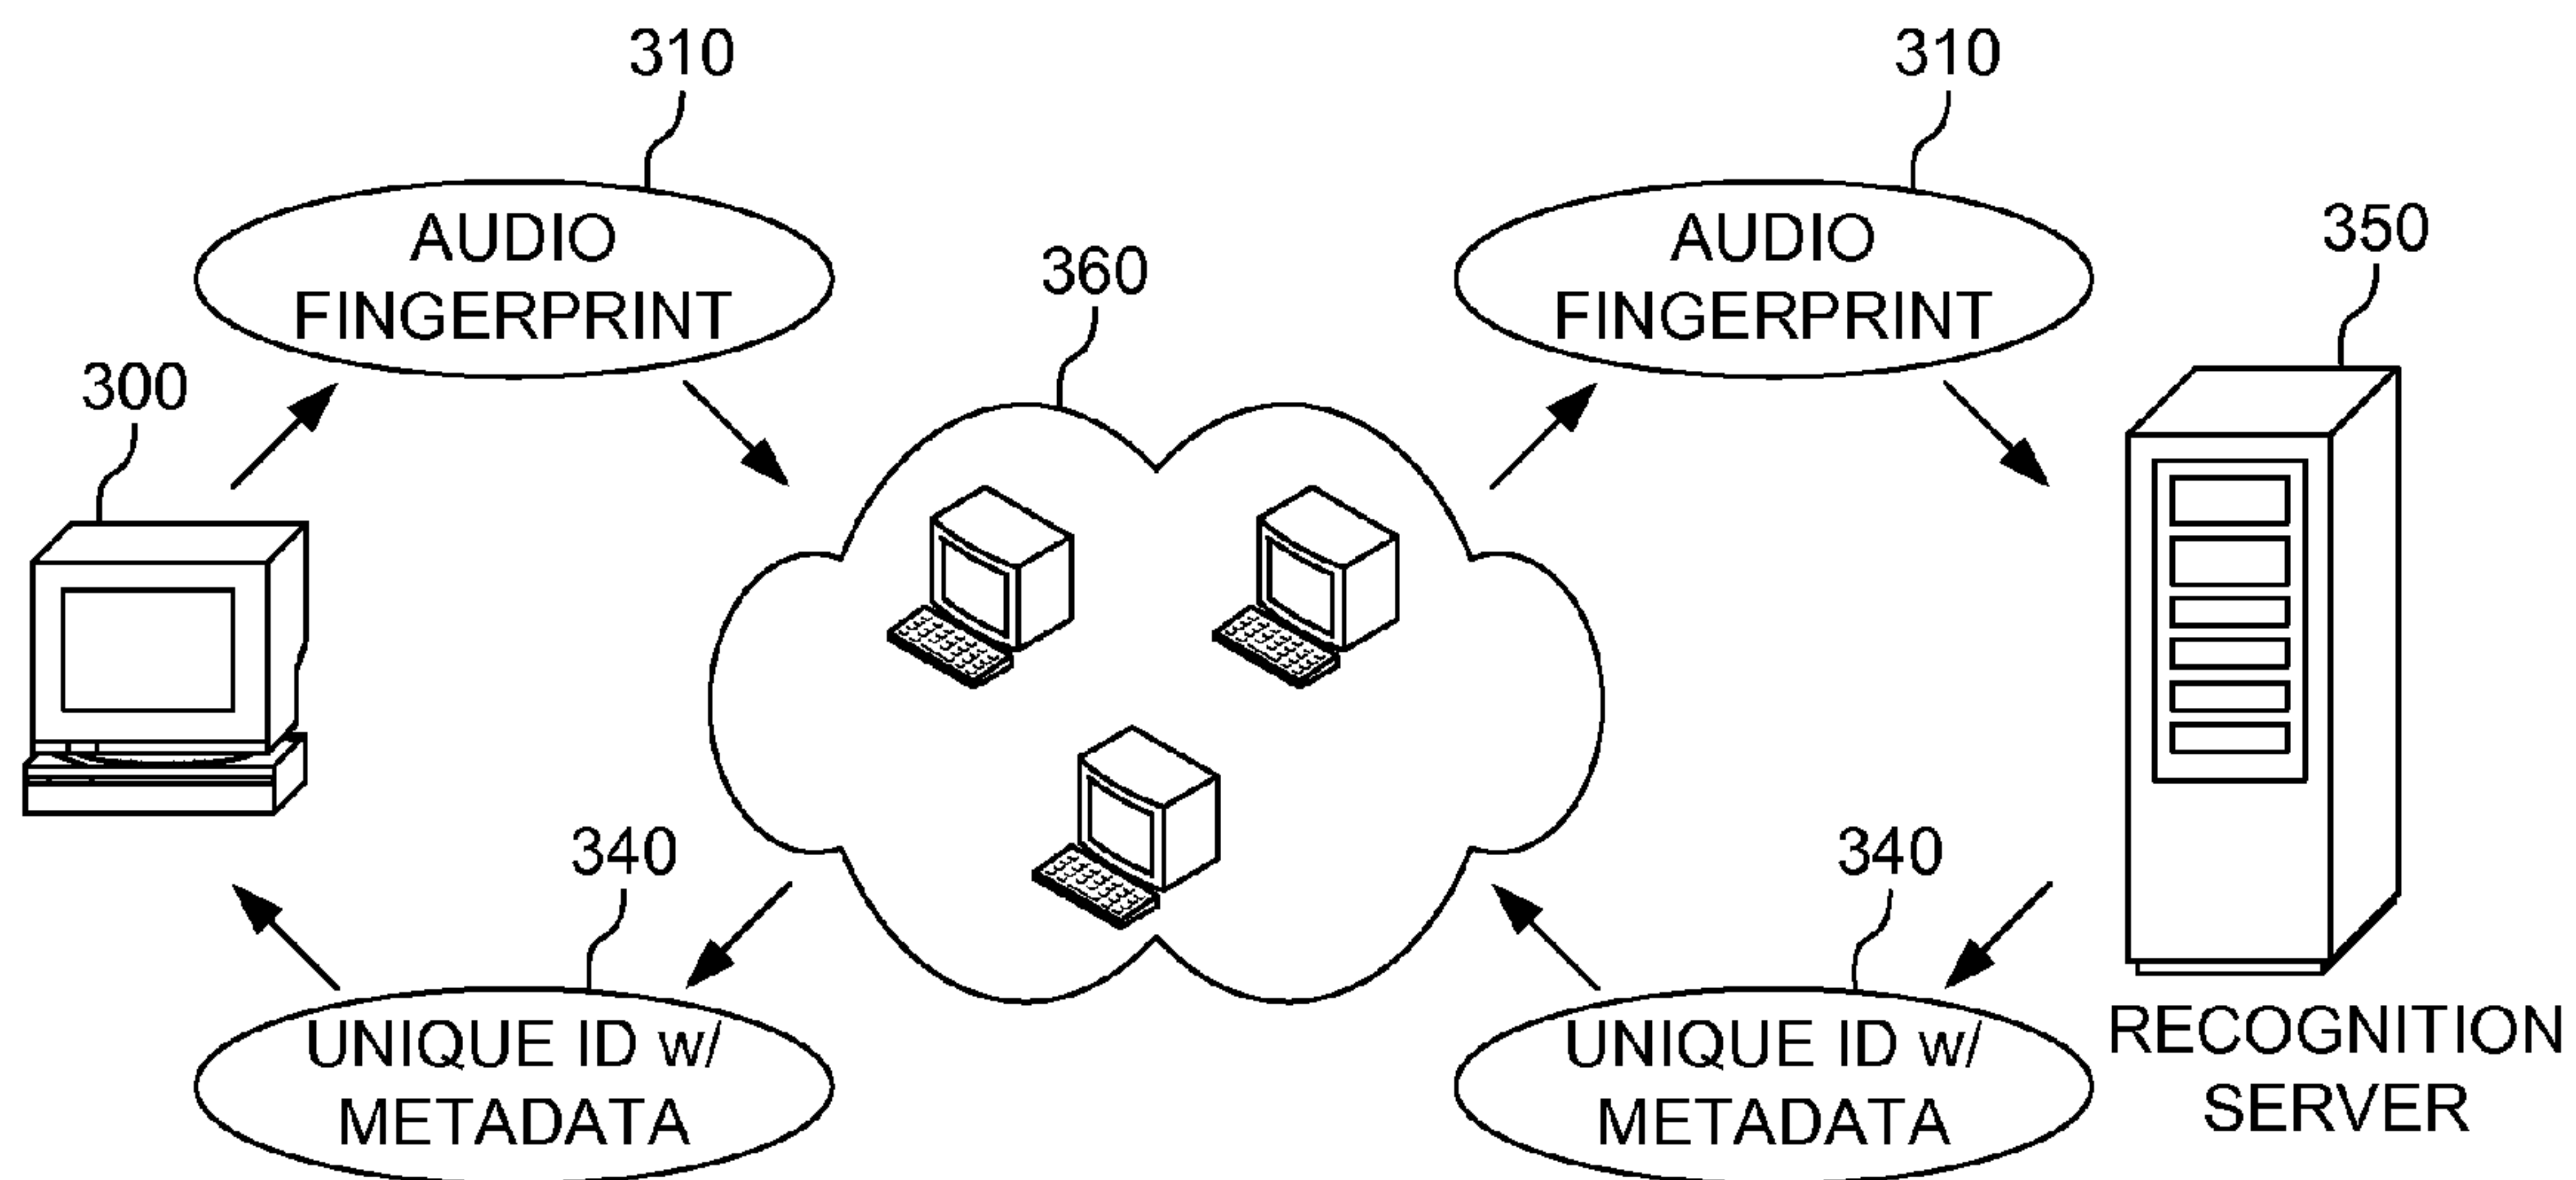 310
310
AUDIO
FINGERPRINT
AUDIO
FINGERPRINT
350
360
300
340
340
UNIQUE ID w/
METADATA
UNIQUE ID w/
METADATA
RECOGNITION
SERVER